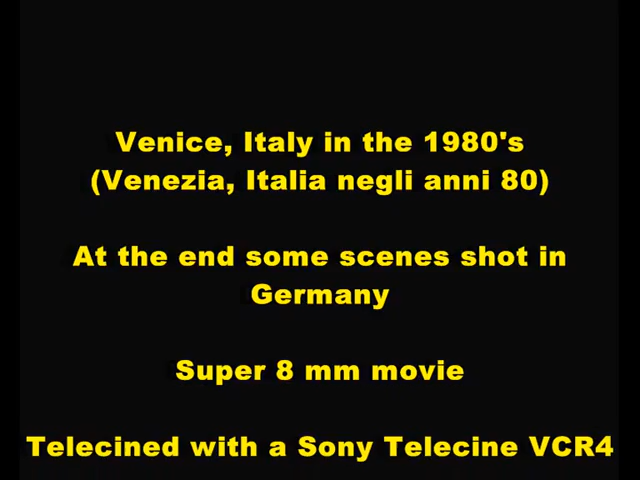 Venice, Italy in the 1980's
(Venezia, Italia negli anni 80)
At the end some scenes shot in
Germany
Super 8 mm movie
Telecined with a Sony Telecine VCR4